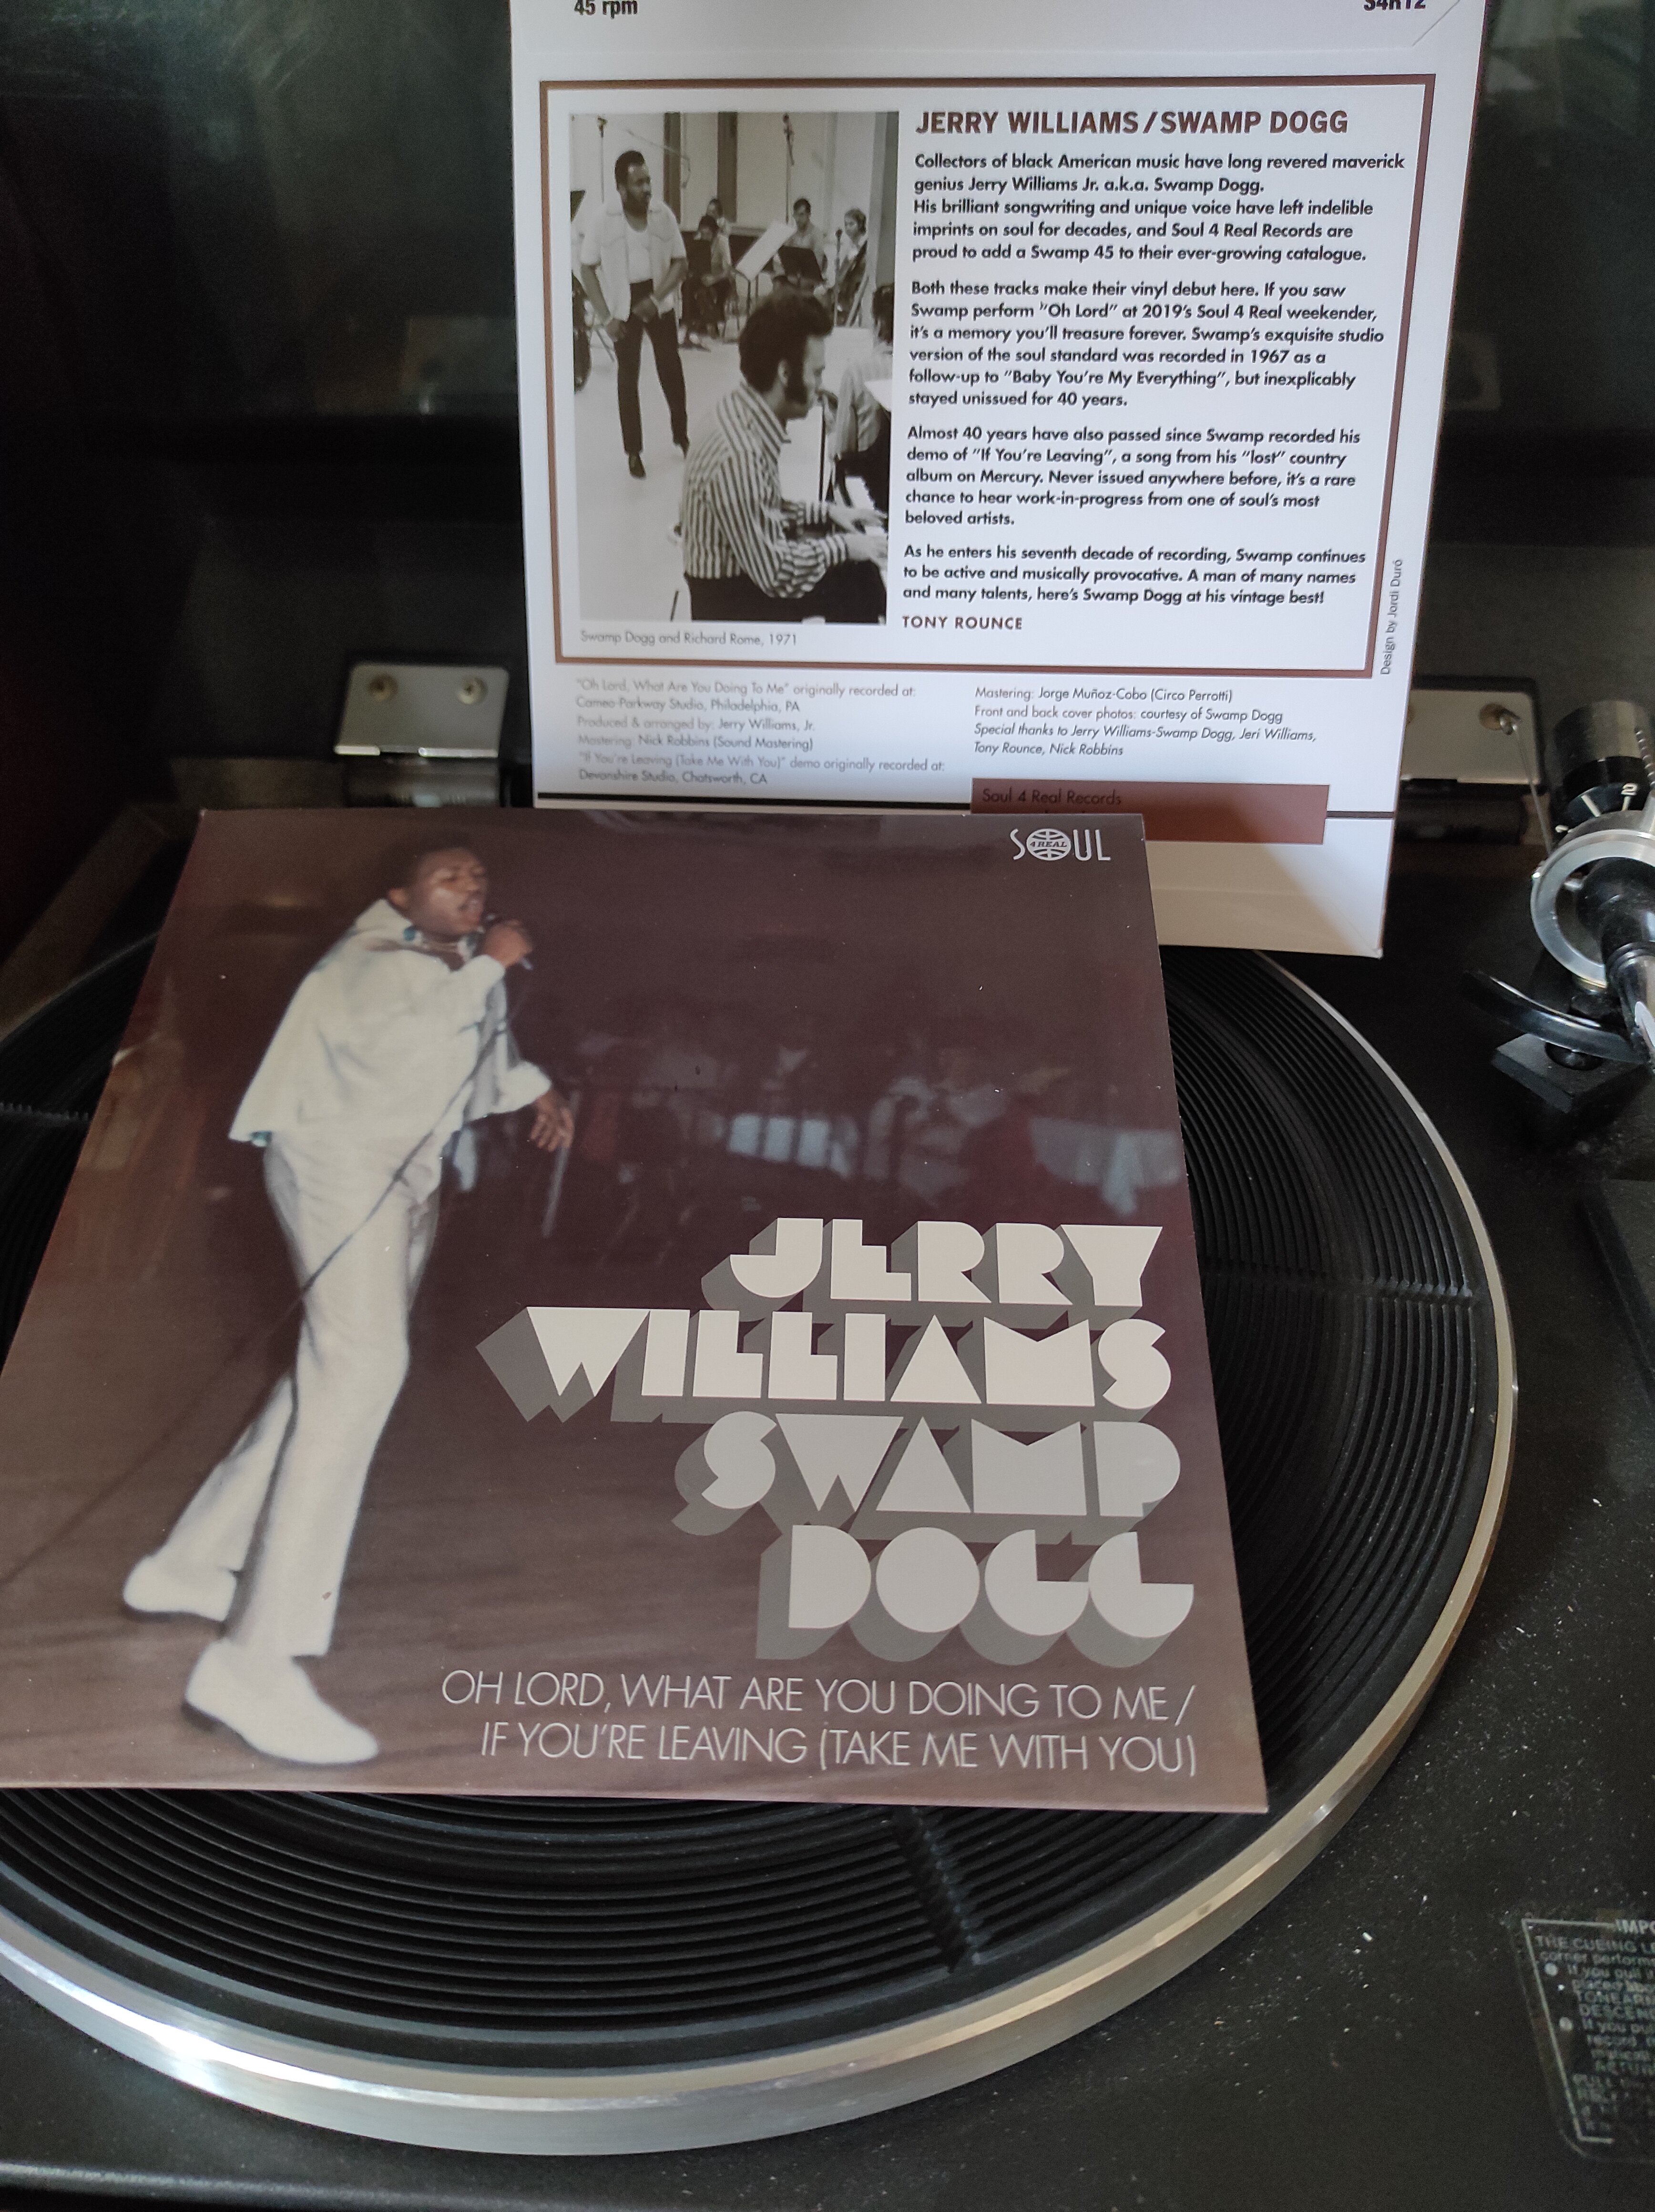 45 rpm
S4R12
JERRY WILLIAMS/SWAMP DOGG
Collectors of black American music have long revered maverick
genius Jerry Williams Jr. a.k.a. Swamp Dogg.
His brilliant songwriting and unique voice have left indelible
imprints on soul for decades, and Soul 4 Real Records are
proud to add a Swamp 45 to their ever-growing catalogue.
Both these tracks make their vinyl debut here. If you saw
Swamp perform "Oh Lord" at 2019's Soul 4 Real weekender,
it's a memory you'll treasure forever. Swamp's exquisite studio
version of the soul standard was recorded in 1967 as a
follow-up to "Baby You're My Everything", but inexplicably
stayed unissued for 40 years.
Almost 40 years have also passed since Swamp recorded his
demo of "If You're Leaving", a song from his "lost" country
album on Mercury. Never issued anywhere before, it's a rare
chance to hear work-in-progress from one of soul's most
beloved artists.
As he enters his seventh decade of recording, Swamp continues
to be active and musically provocative. A man of many names
and many talents, here's Swamp Dogg at his vintage best!
TONY ROUNCE
Swamp Dogg and Richard Rome, 1971
Design by Jordi Duró
"Oh Lord, What Are You Doing To Me" originally recorded at:
Cameo-Parkway Studio, Philadelphia, PA
Produced & arranged by: Jerry Williams, Jr.
Mastering: Nick Robbins (Sound Mastering)
"If You're Leaving (Take Me With You)" demo originally recorded at:
Devonshire Studio, Chatsworth, CA
Mastering: Jorge Muñoz-Cobo (Circo Perrotti)
Front and back cover photos: courtesy of Swamp Dogg
Special thanks to Jerry Williams-Swamp Dogg, Jeri Williams,
Tony Rounce, Nick Robbins
Soul 4 Real Records
2
SOUL
4 REAL
JERRY
WILLIAMS
SWAMP
DOGG
OH LORD, WHAT ARE YOU DOING TO ME /
IF YOU'RE LEAVING (TAKE ME WITH YOU)
THE CUEING
corner
If you pull
If you